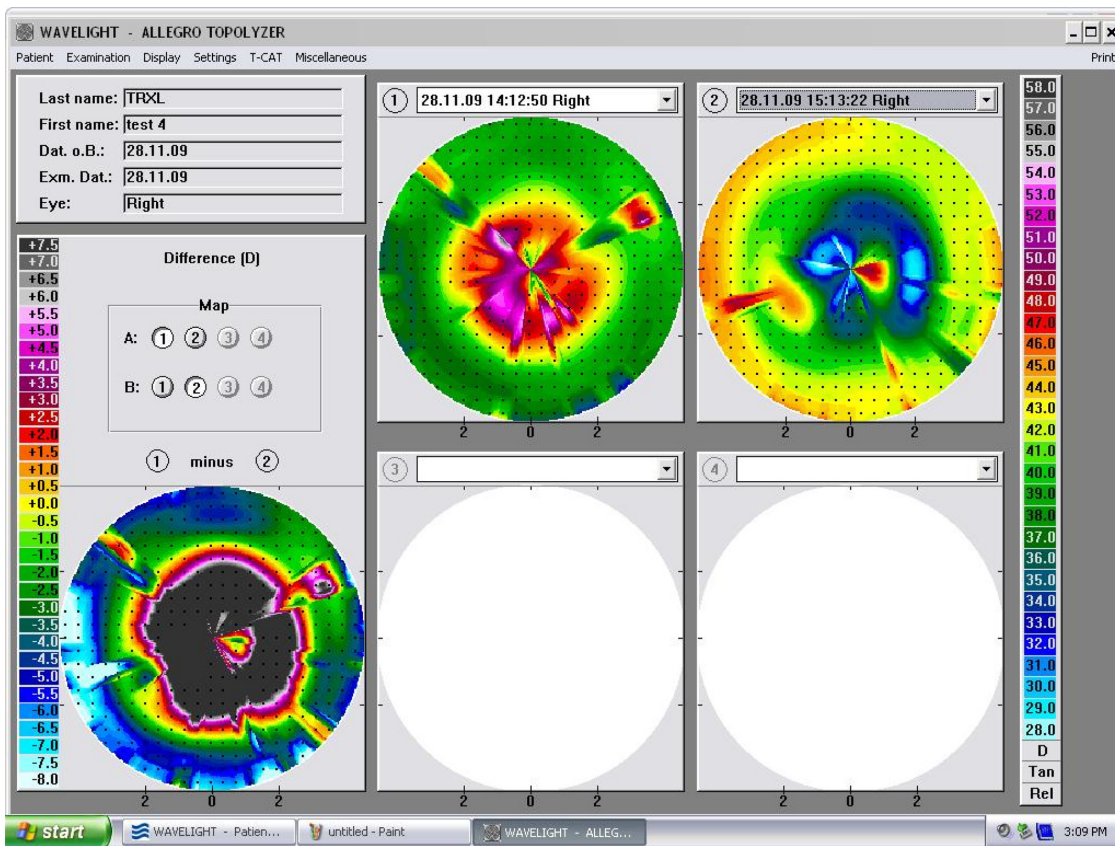 WAVELIGHT - ALLEGRO TOPOLYZER
Patient Examination Display Settings T-CAT Miscellaneous Print
Last name: TRXL
First name: test 4
Dat. o.B.: 28.11.09
Exm. Dat.: 28.11.09
Eye: Right
1 28.11.09 14:12:50 Right
2 28.11.09 15:13:22 Right
2 0 2
2 0 2
Difference (D)
Map
A: 1 2 3 4
B: 1 2 3 4
1 minus 2
+7.5
+7.0
+6.5
+6.0
+5.5
+5.0
+4.5
+4.0
+3.5
+3.0
+2.5
+2.0
+1.5
+1.0
+0.5
+0.0
-0.5
-1.0
-1.5
-2.0
-2.5
-3.0
-3.5
-4.0
-4.5
-5.0
-5.5
-6.0
-6.5
-7.0
-7.5
-8.0
2 0 2
3
4
2 0 2
2 0 2
58.0
57.0
56.0
55.0
54.0
53.0
52.0
51.0
50.0
49.0
48.0
47.0
46.0
45.0
44.0
43.0
42.0
41.0
40.0
39.0
38.0
37.0
36.0
35.0
34.0
33.0
32.0
31.0
30.0
29.0
28.0
D
Tan
Rel
start
WAVELIGHT - Patien...
untitled - Paint
WAVELIGHT - ALLEG...
3:09 PM